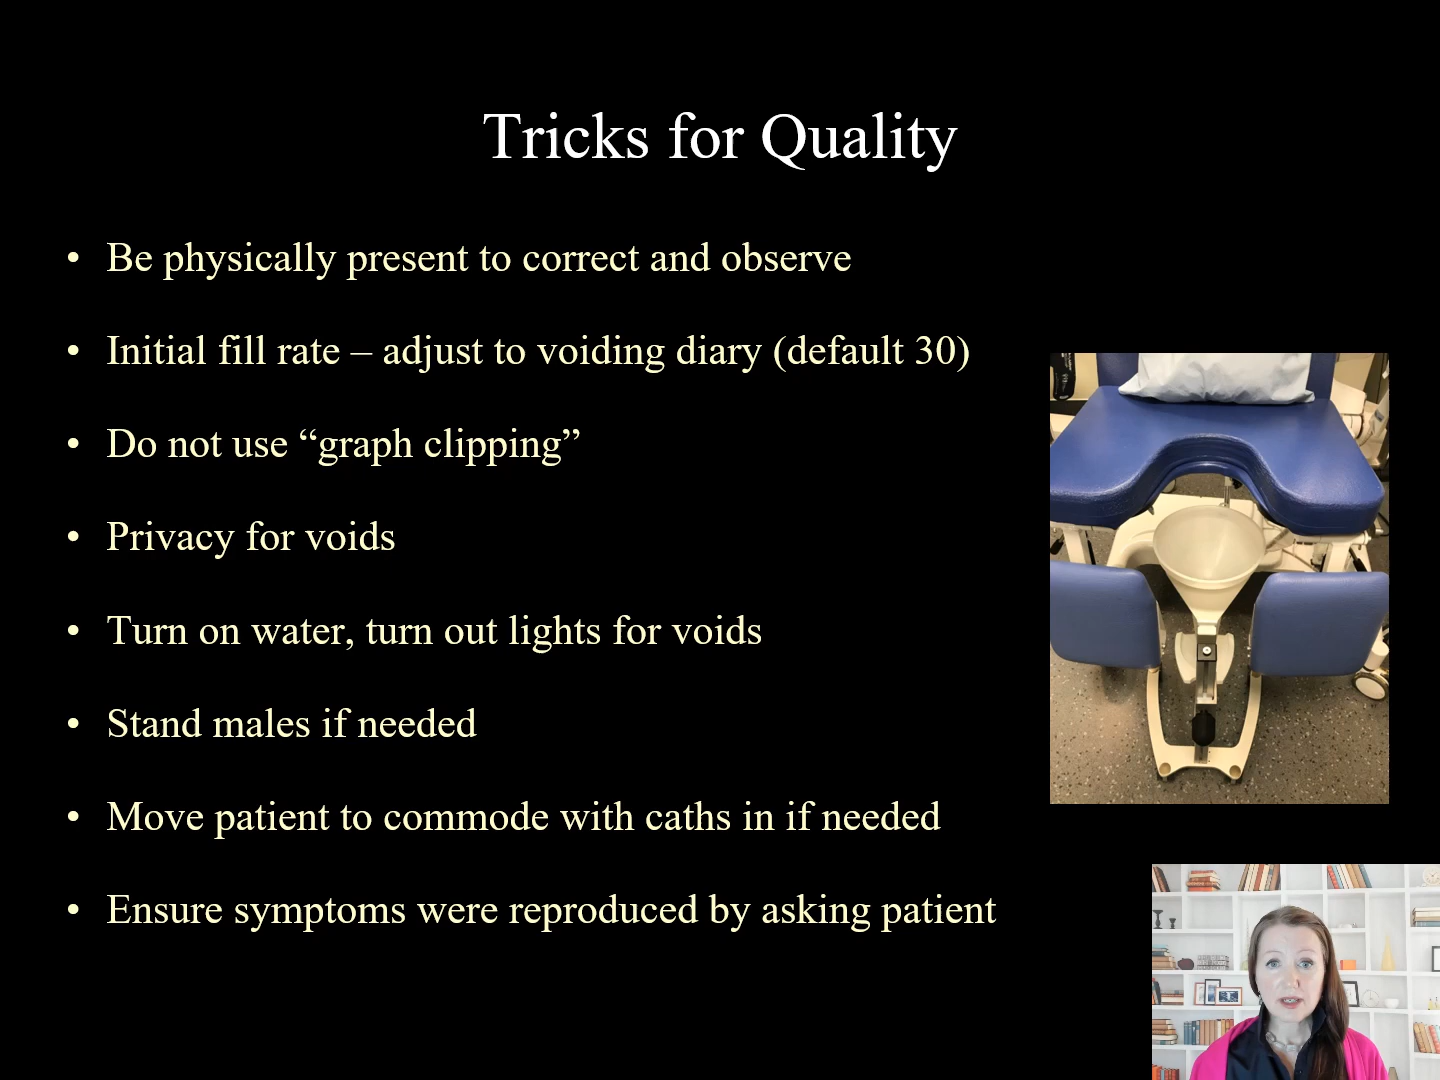 Tricks for Quality
• Be physically present to correct and observe
• Initial fill rate – adjust to voiding diary (default 30)
• Do not use “graph clipping”
• Privacy for voids
• Turn on water, turn out lights for voids
• Stand males if needed
• Move patient to commode with caths in if needed
• Ensure symptoms were reproduced by asking patient